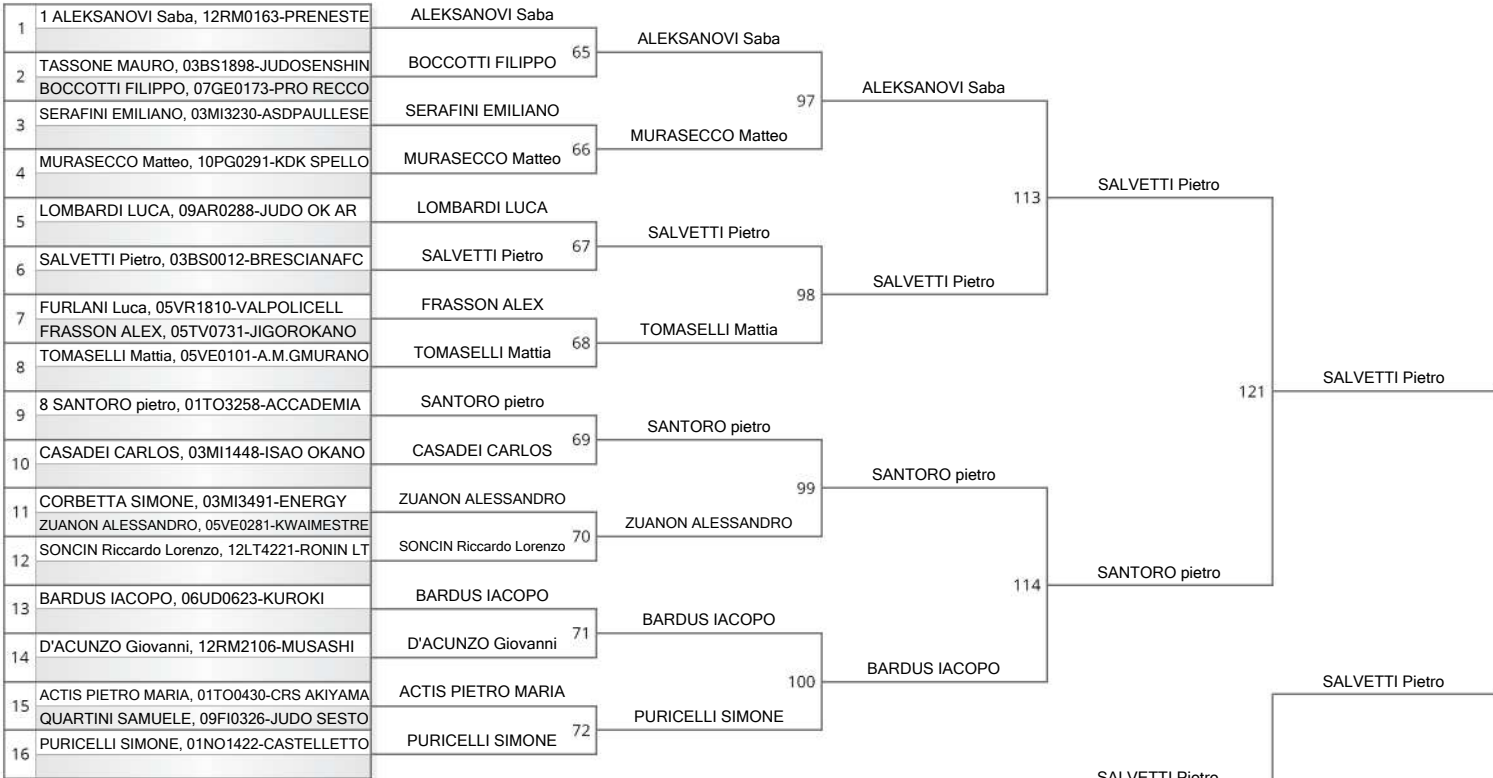 1 1 ALEKSANOVI Saba, 12RM0163-PRENESTE
2 TASSONE MAURO, 03BS1898-JUDOSENSHIN
BOCCOTTI FILIPPO, 07GE0173-PRO RECCO
3 SERAFINI EMILIANO, 03MI3230-ASDPAULLESE
4 MURASECCO Matteo, 10PG0291-KDK SPELLO
5 LOMBARDI LUCA, 09AR0288-JUDO OK AR
6 SALVETTI Pietro, 03BS0012-BRESCIANAFC
7 FURLANI Luca, 05VR1810-VALPOLICELL
FRASSON ALEX, 05TV0731-JIGOROKANO
8 TOMASELLI Mattia, 05VE0101-A.M.GMURANO
9 8 SANTORO pietro, 01TO3258-ACCADEMIA
10 CASADEI CARLOS, 03MI1448-ISAO OKANO
11 CORBETTA SIMONE, 03MI3491-ENERGY
ZUANON ALESSANDRO, 05VE0281-KWAIMESTRE
12 SONCIN Riccardo Lorenzo, 12LT4221-RONIN LT
13 BARDUS IACOPO, 06UD0623-KUROKI
14 D'ACUNZO Giovanni, 12RM2106-MUSASHI
15 ACTIS PIETRO MARIA, 01TO0430-CRS AKIYAMA
QUARTINI SAMUELE, 09FI0326-JUDO SESTO
16 PURICELLI SIMONE, 01NO1422-CASTELLETTO
ALEKSANOVI Saba
65
BOCCOTTI FILIPPO
SERAFINI EMILIANO
66
MURASECCO Matteo
LOMBARDI LUCA
67
SALVETTI Pietro
FRASSON ALEX
68
TOMASELLI Mattia
SANTORO pietro
69
CASADEI CARLOS
ZUANON ALESSANDRO
70
SONCIN Riccardo Lorenzo
BARDUS IACOPO
71
D'ACUNZO Giovanni
ACTIS PIETRO MARIA
72
PURICELLI SIMONE
ALEKSANOVI Saba
97
MURASECCO Matteo
SALVETTI Pietro
98
TOMASELLI Mattia
SANTORO pietro
99
ZUANON ALESSANDRO
BARDUS IACOPO
100
PURICELLI SIMONE
ALEKSANOVI Saba
113
SALVETTI Pietro
SANTORO pietro
114
BARDUS IACOPO
SALVETTI Pietro
121
SANTORO pietro
SALVETTI Pietro
SALVETTI Pietro
SALVETTI Pietro